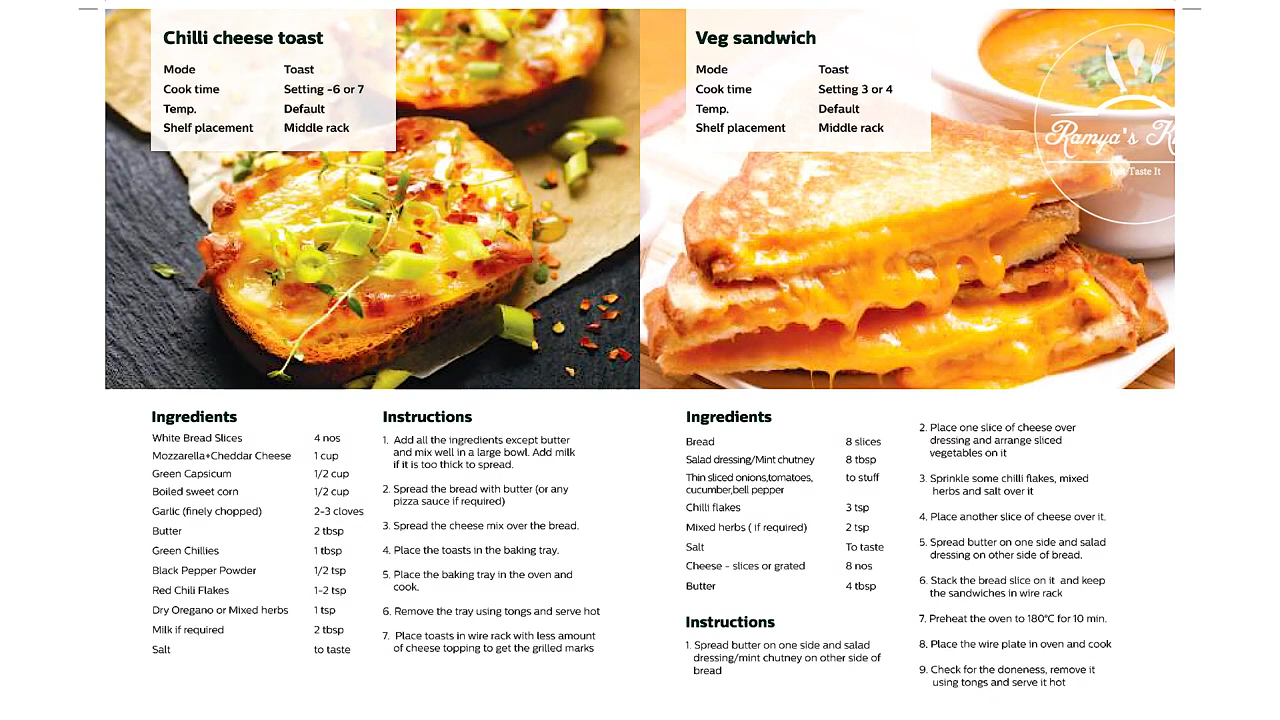 Chilli cheese toast
Mode Toast
Cook time Setting -6 or 7
Temp. Default
Shelf placement Middle rack
Ingredients
White Bread Slices 4 nos
Mozzarella+Cheddar Cheese 1 cup
Green Capsicum 1/2 cup
Boiled sweet corn 1/2 cup
Garlic (finely chopped) 2-3 cloves
Butter 2 tbsp
Green Chillies 1 tbsp
Black Pepper Powder 1/2 tsp
Red Chili Flakes 1-2 tsp
Dry Oregano or Mixed herbs 1 tsp
Milk if required 2 tbsp
Salt to taste
Instructions
1. Add all the ingredients except butter
and mix well in a large bowl. Add milk
if it is too thick to spread.
2. Spread the bread with butter (or any
pizza sauce if required)
3. Spread the cheese mix over the bread.
4. Place the toasts in the baking tray.
5. Place the baking tray in the oven and
cook.
6. Remove the tray using tongs and serve hot
7. Place toasts in wire rack with less amount
of cheese topping to get the grilled marks
Veg sandwich
Mode Toast
Cook time Setting 3 or 4
Temp. Default
Shelf placement Middle rack
Ramya's K
Taste It
Ingredients
Bread 8 slices
Salad dressing/Mint chutney 8 tbsp
Thin sliced onions,tomatoes, to stuff
cucumber,bell pepper
Chilli flakes 3 tsp
Mixed herbs ( if required) 2 tsp
Salt To taste
Cheese - slices or grated 8 nos
Butter 4 tbsp
Instructions
1. Spread butter on one side and salad
dressing/mint chutney on other side of
bread
2. Place one slice of cheese over
dressing and arrange sliced
vegetables on it
3. Sprinkle some chilli flakes, mixed
herbs and salt over it
4. Place another slice of cheese over it.
5. Spread butter on one side and salad
dressing on other side of bread.
6. Stack the bread slice on it and keep
the sandwiches in wire rack
7. Preheat the oven to 180°C for 10 min.
8. Place the wire plate in oven and cook
9. Check for the doneness, remove it
using tongs and serve it hot